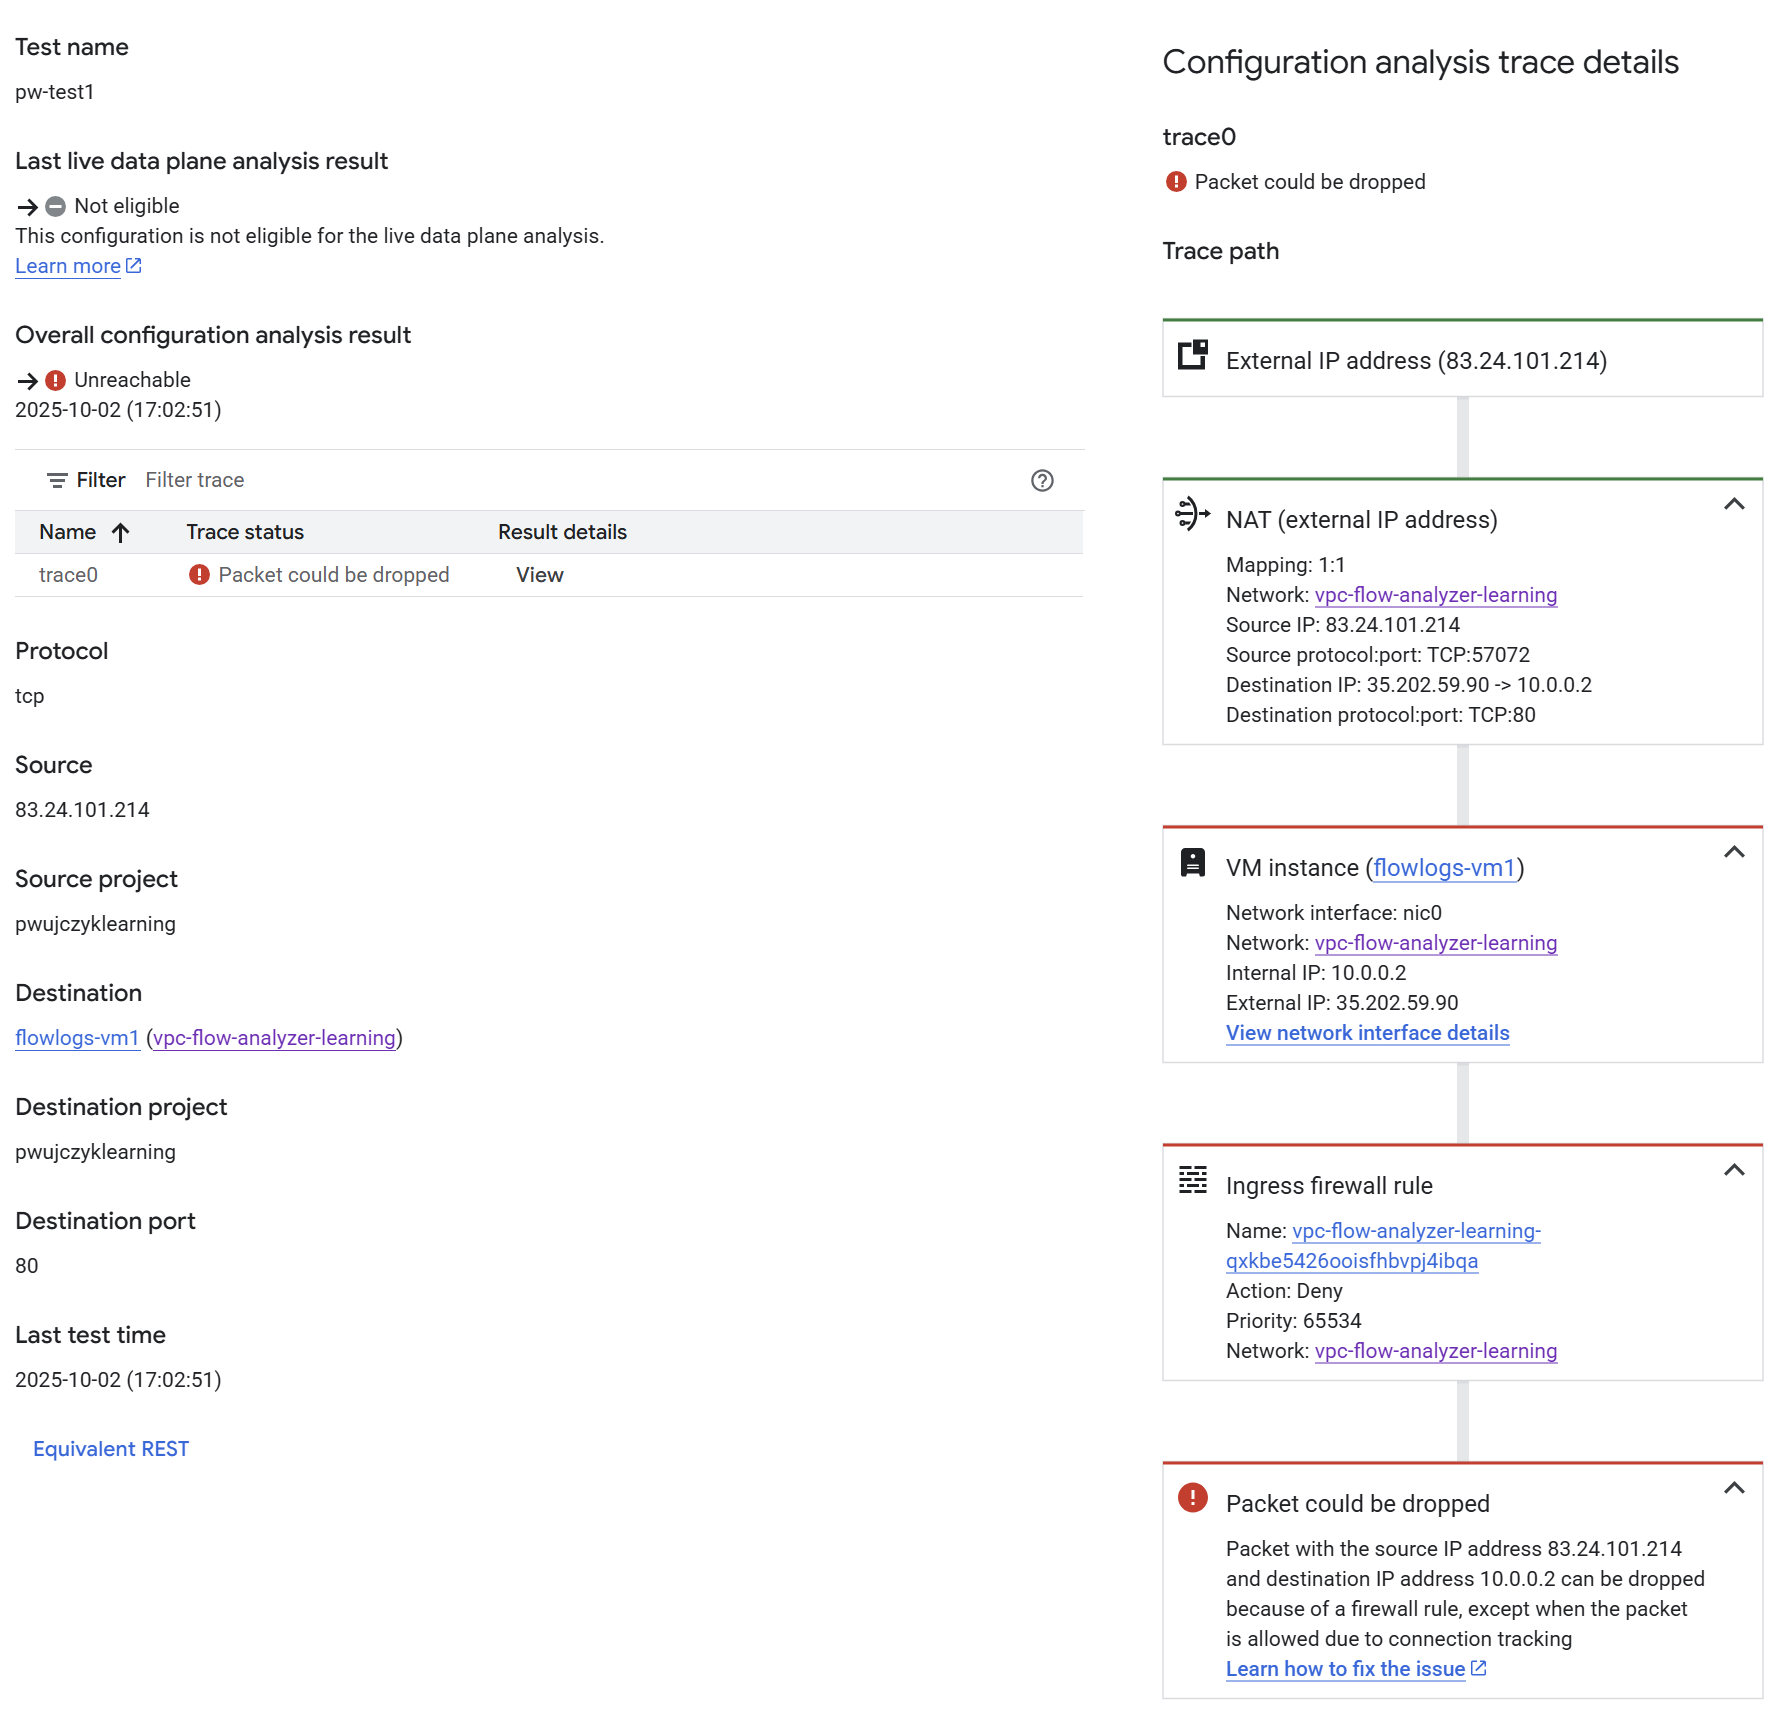 Test name
pw-test1
Last live data plane analysis result
Not eligible
This configuration is not eligible for the live data plane analysis.
Learn more
Overall configuration analysis result
Unreachable
2025-10-02 (17:02:51)
Filter Filter trace
Name Trace status Result details
trace0 Packet could be dropped View
Protocol
tcp
Source
83.24.101.214
Source project
pwujczyklearning
Destination
flowlogs-vm1 (vpc-flow-analyzer-learning)
Destination project
pwujczyklearning
Destination port
80
Last test time
2025-10-02 (17:02:51)
Equivalent REST
Configuration analysis trace details
trace0
Packet could be dropped
Trace path
External IP address (83.24.101.214)
NAT (external IP address)
Mapping: 1:1
Network: vpc-flow-analyzer-learning
Source IP: 83.24.101.214
Source protocol:port: TCP:57072
Destination IP: 35.202.59.90 -> 10.0.0.2
Destination protocol:port: TCP:80
VM instance (flowlogs-vm1)
Network interface: nic0
Network: vpc-flow-analyzer-learning
Internal IP: 10.0.0.2
External IP: 35.202.59.90
View network interface details
Ingress firewall rule
Name: vpc-flow-analyzer-learning-
qxkbe5426ooisfhbvpj4ibqa
Action: Deny
Priority: 65534
Network: vpc-flow-analyzer-learning
Packet could be dropped
Packet with the source IP address 83.24.101.214
and destination IP address 10.0.0.2 can be dropped
because of a firewall rule, except when the packet
is allowed due to connection tracking
Learn how to fix the issue